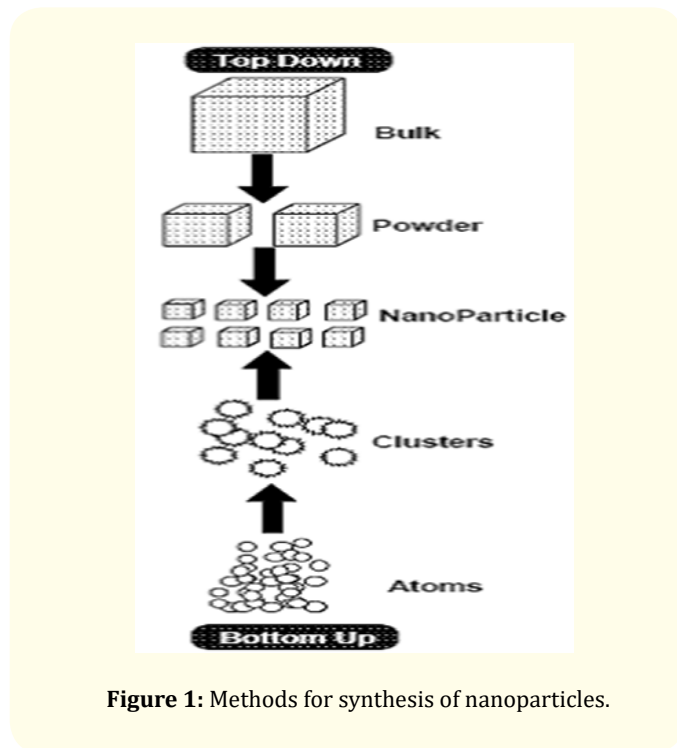 Top Down
Bulk
Powder
NanoParticle
Clusters
Atoms
Bottom Up
Figure 1: Methods for synthesis of nanoparticles.